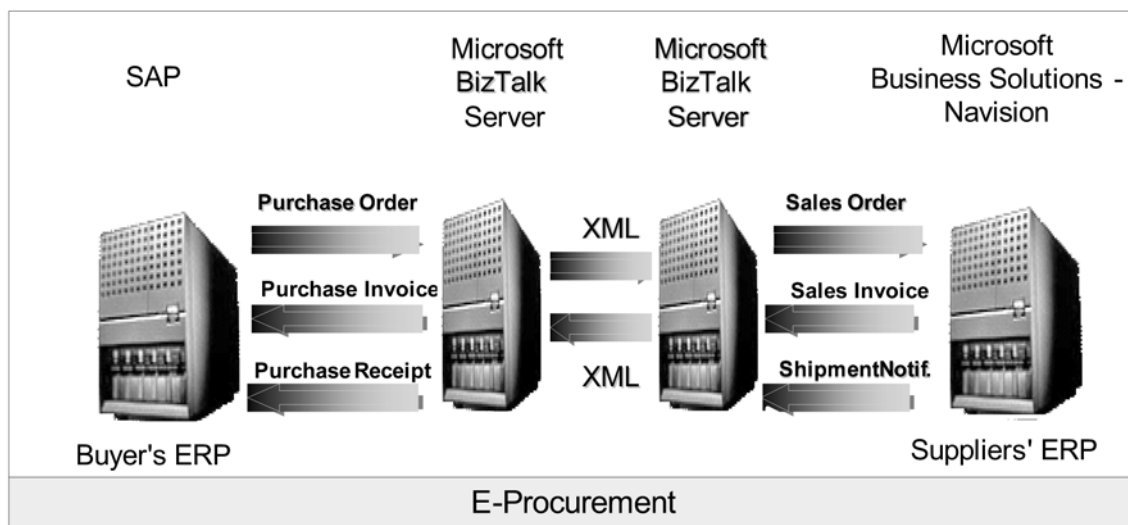 SAP
Microsoft
BizTalk
Server
Microsoft
BizTalk
Server
Microsoft
Business Solutions -
Navision
Purchase Order
XML
Sales Order
Purchase Invoice
Sales Invoice
Purchase Receipt
XML
ShipmentNotif.
Buyer's ERP
Suppliers' ERP
E-Procurement